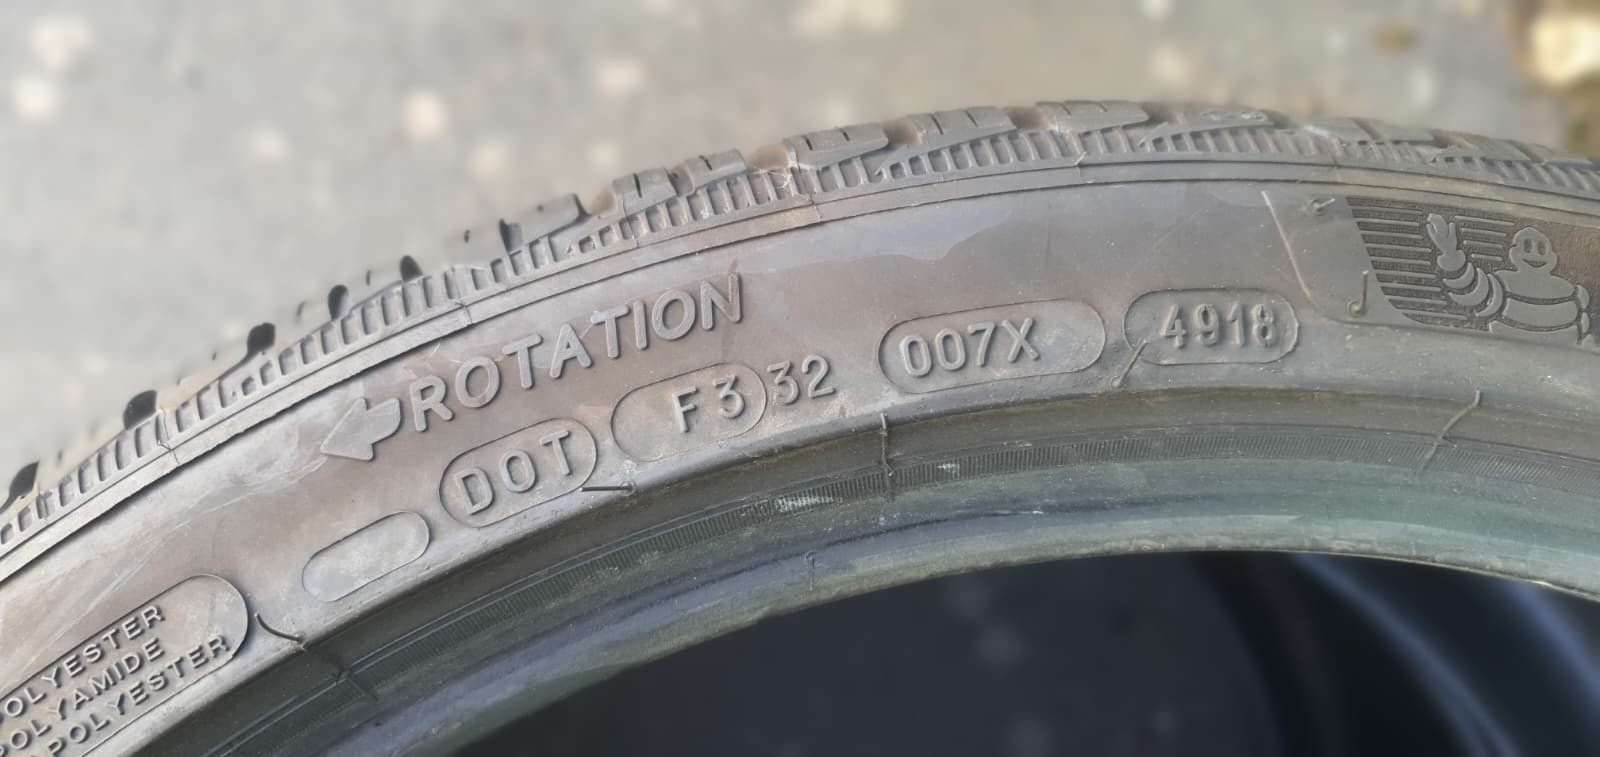 ROTATION
DOT F3 32 007X 4918
POLYESTER
POLYAMIDE
POLYESTER